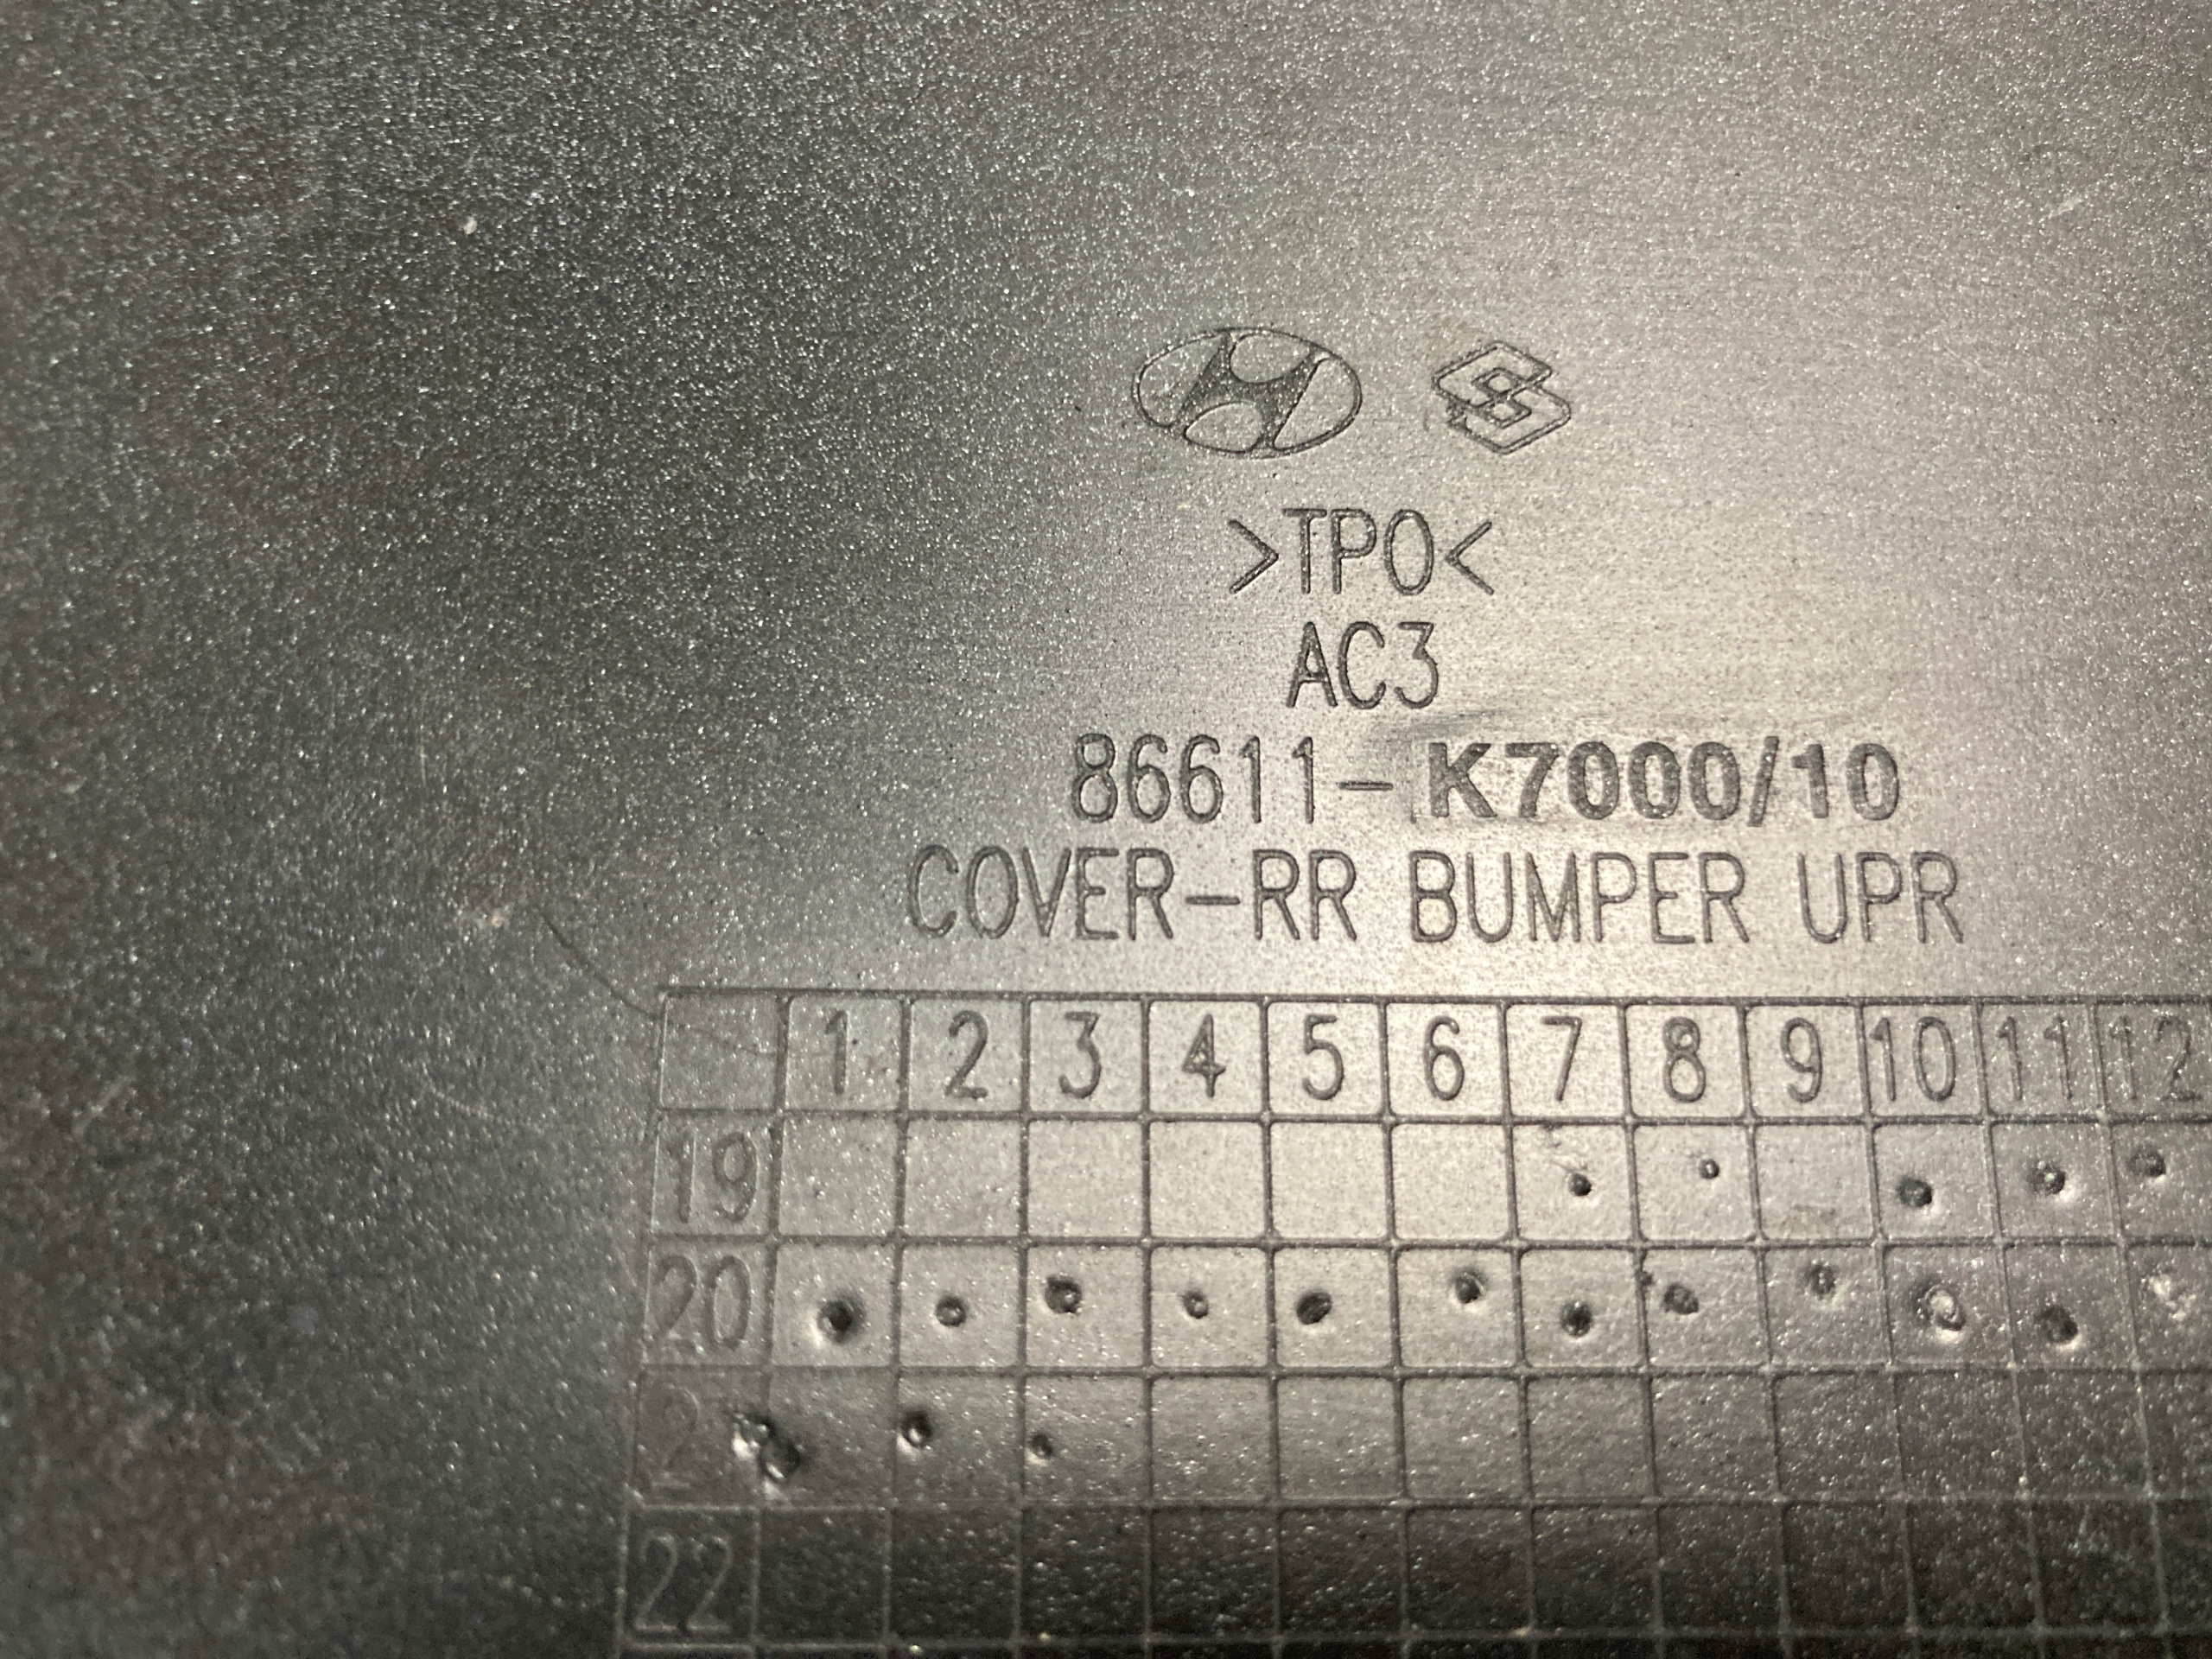 >TPO<
AC3
86611-K7000/10
COVER-RR BUMPER UPR
1 2 3 4 5 6 7 8 9 10 11 12
19
20
2
22